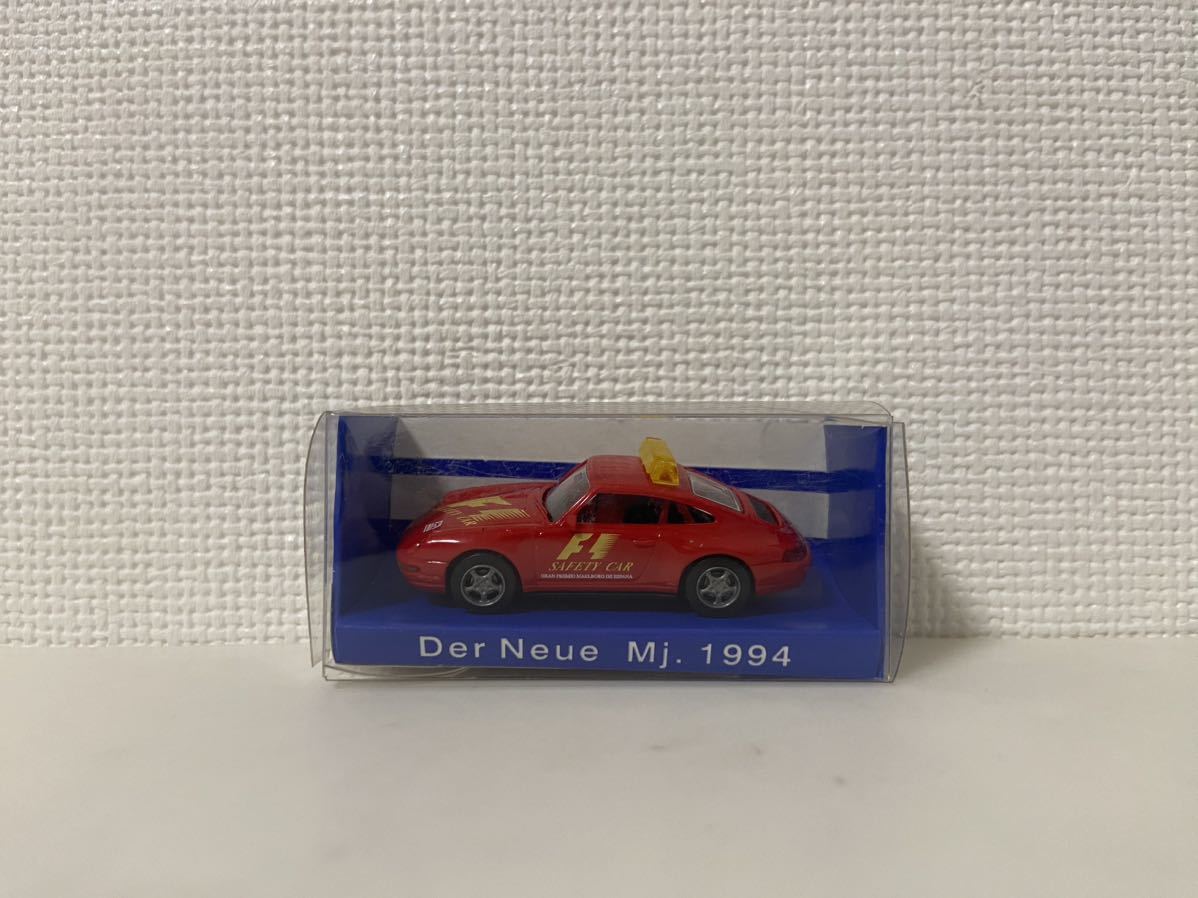 F1
SAFETY CAR
GRAN PREMIO MARLBORO DE ESPAÑA
Der Neue Mj. 1994